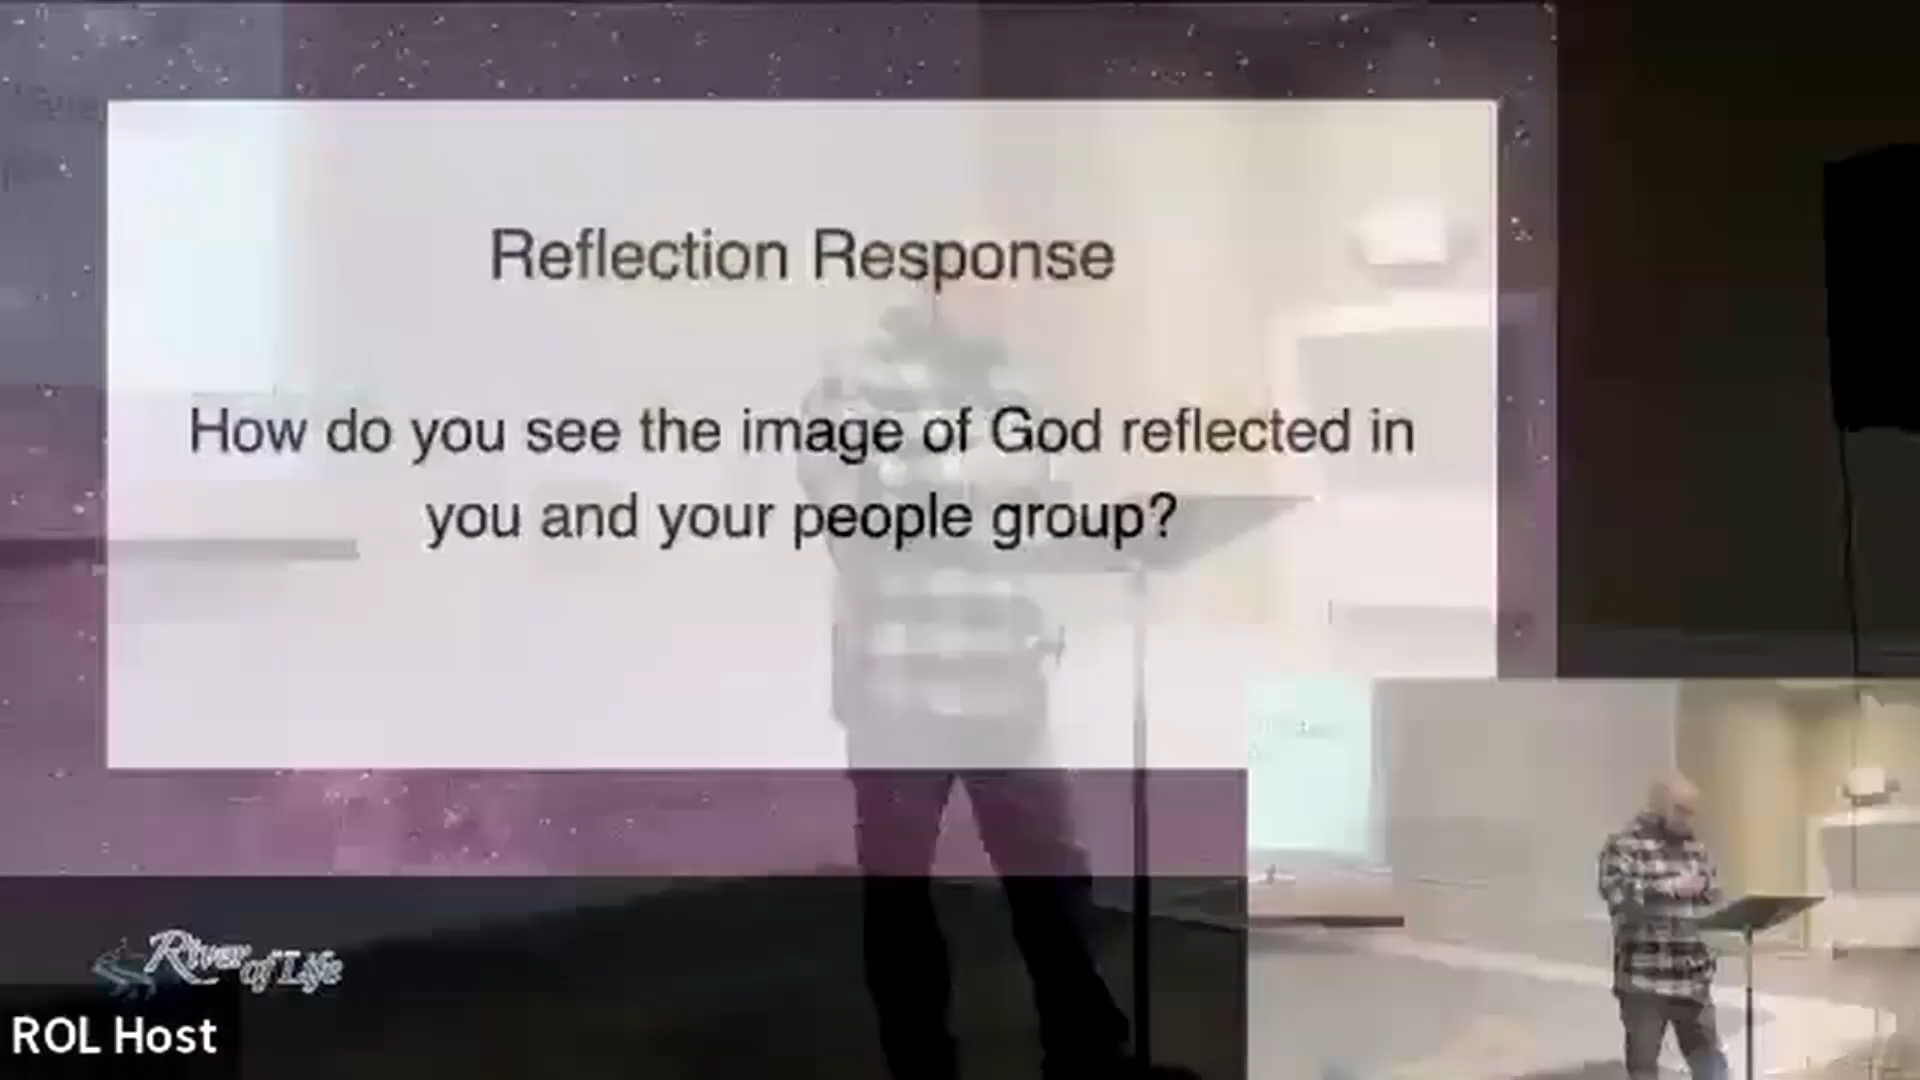 Reflection Response
How do you see the image of God reflected in
you and your people group?
River of Life
ROL Host